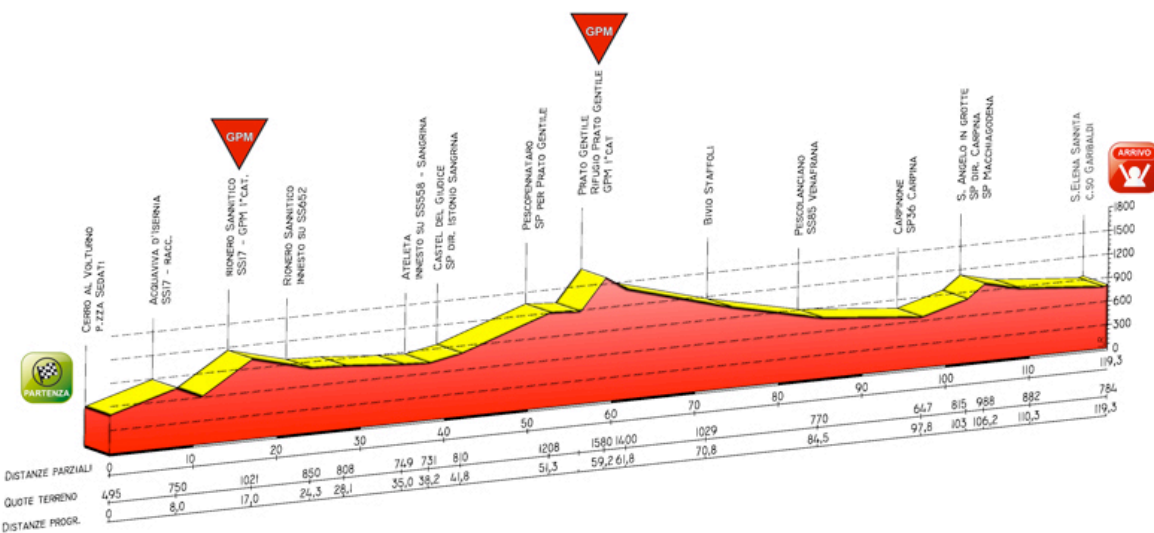 GPM
GPM
CERRO AL VOLTURNO
P.ZZA SEDATI
ACQUAVIVA D'ISERNIA
SS17 - RACC.
RIONERO SANNITICO
SS17 - GPM 1°CAT.
RIONERO SANNITICO
INNESTO SU SS652
ATELETA
INNESTO SU SS558 - SANGRINA
CASTEL DEL GIUDICE
SP DIR. ISTONIO SANGRINA
PESCOPENNATARO
SP PER PRATO GENTILE
PRATO GENTILE
RIFUGIO PRATO GENTILE
GPM 1°CAT
BIVIO STAFFOLI
PESCOLANCIANO
SS85 VENAFRANA
CARPINONE
SP36 CARPINA
S. ANGELO IN GROTTE
SP DIR. CARPINA
SP MACCHIAGODENA
S.ELENA SANNITA
C.SO GARIBALDI
ARRIVO
PARTENZA
1800
1500
1200
900
600
300
0
DISTANZE PARZIALI 0 10 20 30 40 50 60 70 80 90 100 110 119,3
QUOTE TERRENO 495 750 1021 850 808 749 731 810 1208 1580 1400 1029 770 647 815 988 882 784
DISTANZE PROGR. 0 8,0 17,0 24,3 28,1 35,0 38,2 41,8 51,3 59,2 61,8 70,8 84,5 97,8 103 106,2 110,3 119,3